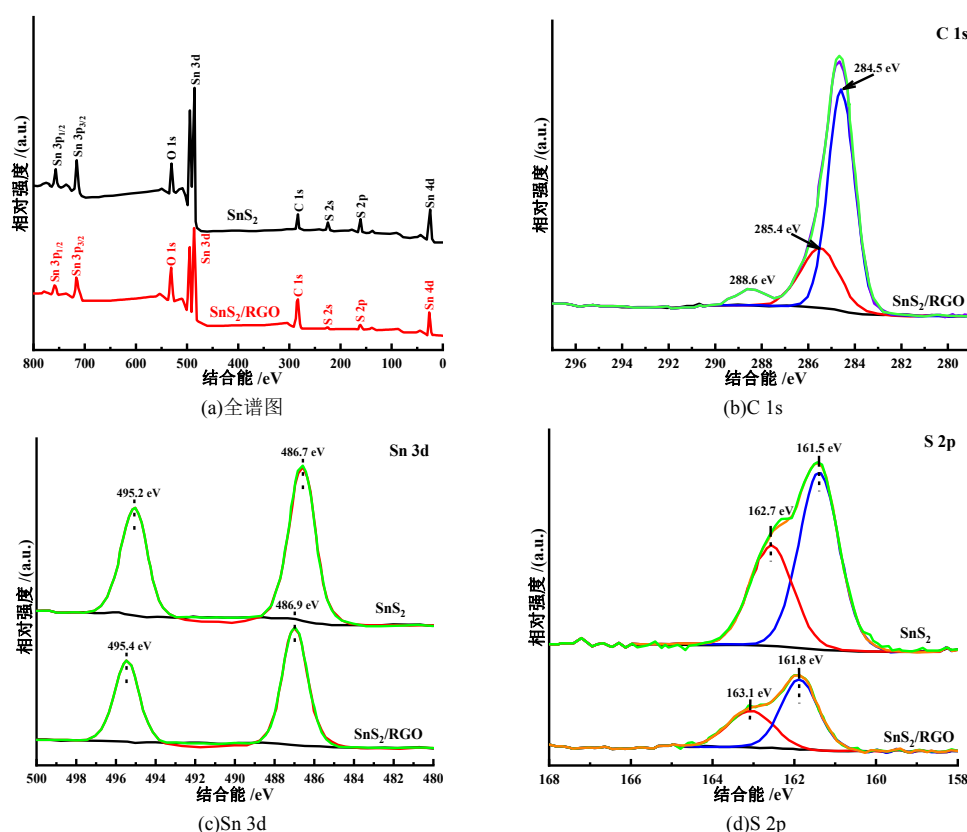 相对强度 /(a.u.)
Sn 3p1/2
Sn 3p3/2
O 1s
Sn 3d
C 1s
S 2s
S 2p
Sn 4d
SnS2
Sn 3p1/2
Sn 3p3/2
O 1s
Sn 3d
C 1s
S 2s
S 2p
Sn 4d
SnS2/RGO
800 700 600 500 400 300 200 100 0
结合能 /eV
(a)全谱图
C 1s
相对强度 /(a.u.)
284.5 eV
285.4 eV
288.6 eV
SnS2/RGO
296 294 292 290 288 286 284 282 280
结合能 /eV
(b)C 1s
Sn 3d
相对强度 /(a.u.)
486.7 eV
495.2 eV
SnS2
486.9 eV
495.4 eV
SnS2/RGO
500 498 496 494 492 490 488 486 484 482 480
结合能 /eV
(c)Sn 3d
S 2p
相对强度 /(a.u.)
161.5 eV
162.7 eV
SnS2
161.8 eV
163.1 eV
SnS2/RGO
168 166 164 162 160 158
结合能 /eV
(d)S 2p